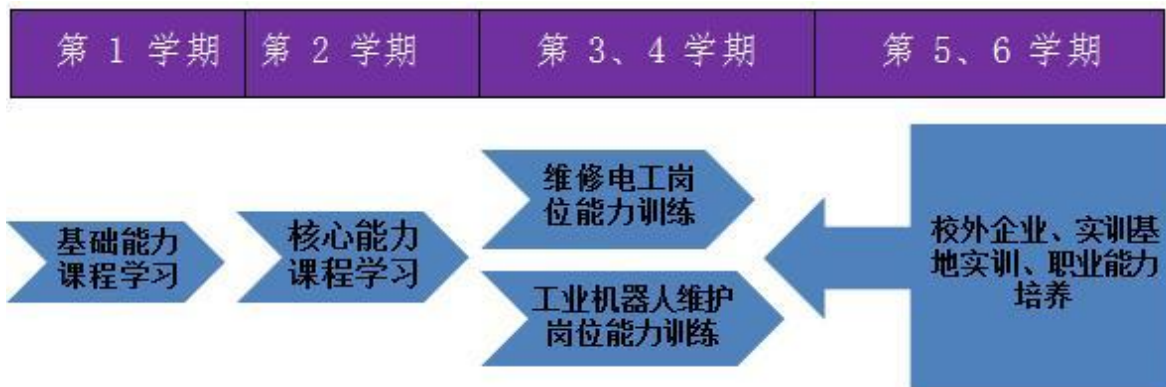 第 1 学期
第 2 学期
第 3、4 学期
第 5、6 学期
基础能力
课程学习
核心能力
课程学习
维修电工岗
位能力训练
工业机器人维护
岗位能力训练
校外企业、实训基
地实训、职业能力
培养